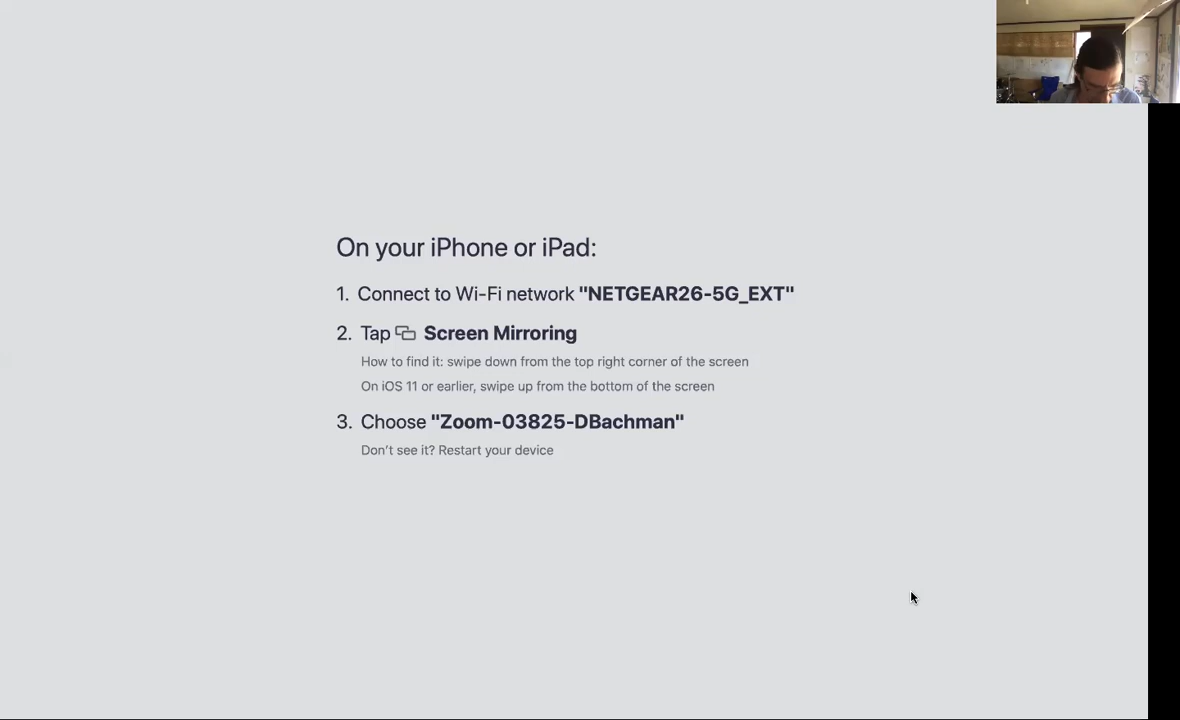 On your iPhone or iPad:
1. Connect to Wi-Fi network "NETGEAR26-5G_EXT"
2. Tap Screen Mirroring
How to find it: swipe down from the top right corner of the screen
On iOS 11 or earlier, swipe up from the bottom of the screen
3. Choose "Zoom-03825-DBachman"
Don't see it? Restart your device